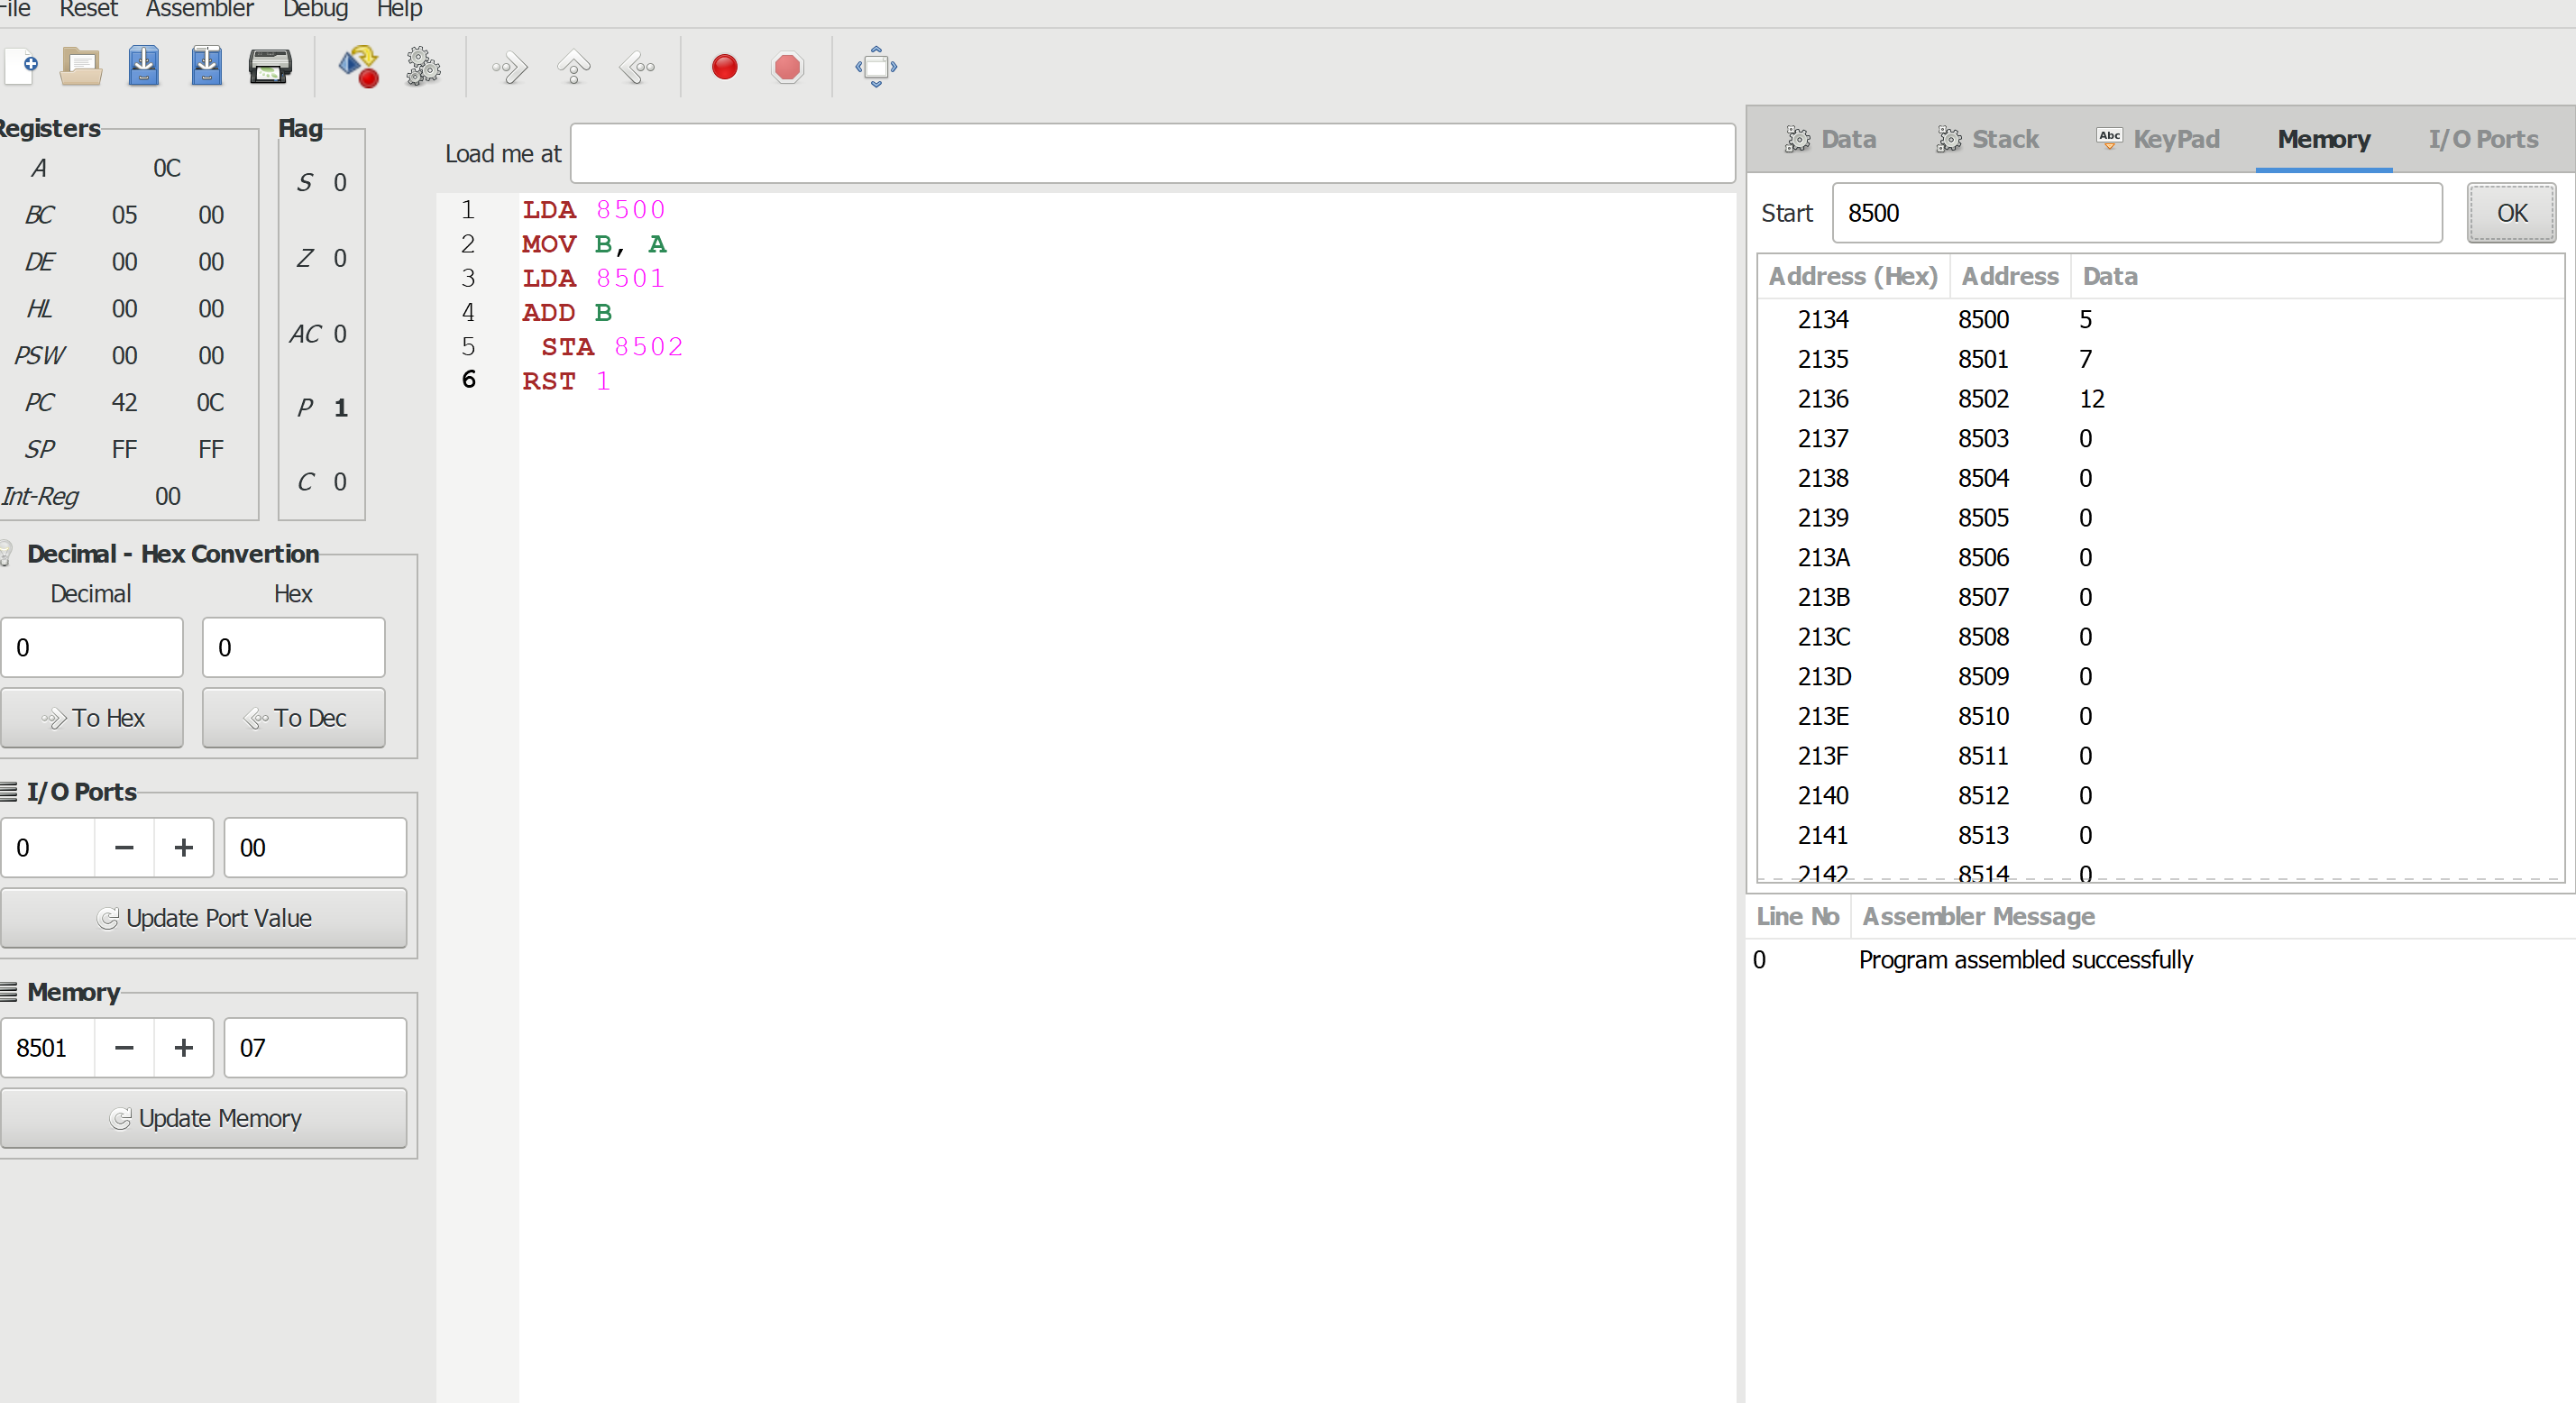 File Reset Assembler Debug Help
Registers
A 0C
BC 05 00
DE 00 00
HL 00 00
PSW 00 00
PC 42 0C
SP FF FF
Int-Reg 00
Flag
S 0
Z 0
AC 0
P 1
C 0
Decimal - Hex Convertion
Decimal Hex
0 0
To Hex To Dec
I/O Ports
0 − + 00
Update Port Value
Memory
8501 − + 07
Update Memory
Load me at
1 LDA 8500
2 MOV B, A
3 LDA 8501
4 ADD B
5 STA 8502
6 RST 1
Data Stack Abc KeyPad Memory I/O Ports
Start 8500 OK
Address (Hex) Address Data
2134 8500 5
2135 8501 7
2136 8502 12
2137 8503 0
2138 8504 0
2139 8505 0
213A 8506 0
213B 8507 0
213C 8508 0
213D 8509 0
213E 8510 0
213F 8511 0
2140 8512 0
2141 8513 0
2142 8514 0
Line No Assembler Message
0 Program assembled successfully